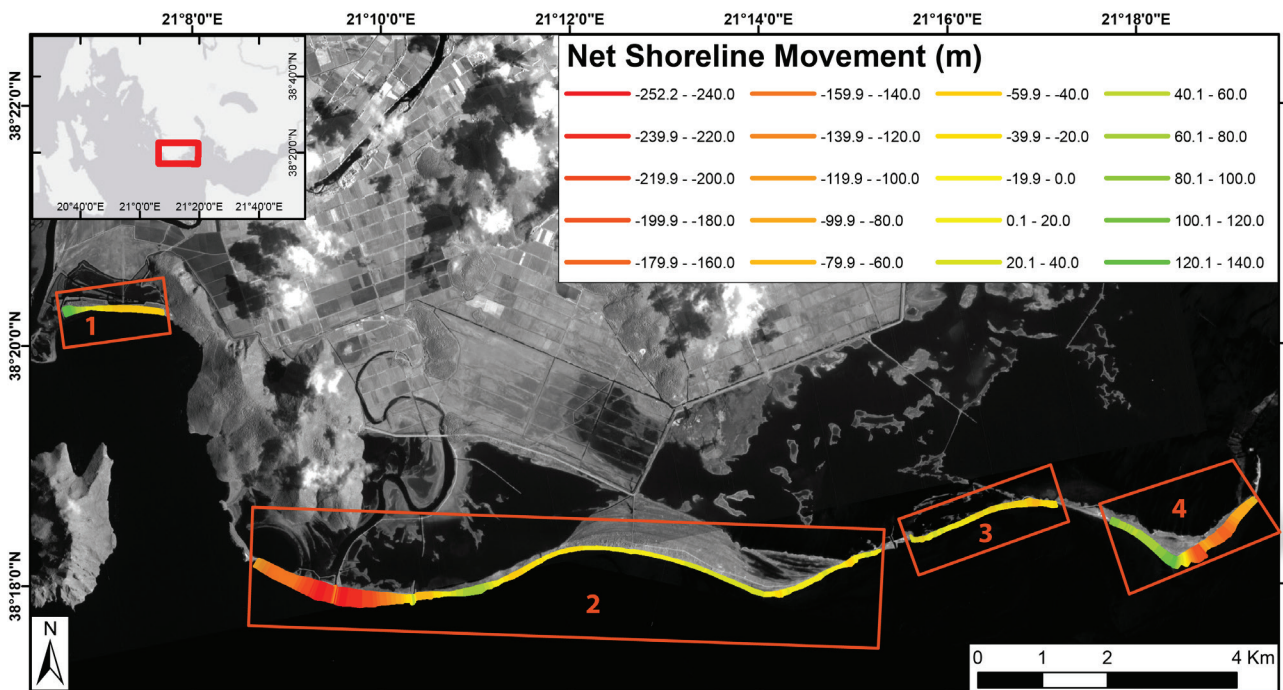 21°8'0"E 21°10'0"E 21°12'0"E 21°14'0"E 21°16'0"E 21°18'0"E
Net Shoreline Movement (m)
-252.2 - -240.0 -159.9 - -140.0 -59.9 - -40.0 40.1 - 60.0
-239.9 - -220.0 -139.9 - -120.0 -39.9 - -20.0 60.1 - 80.0
-219.9 - -200.0 -119.9 - -100.0 -19.9 - 0.0 80.1 - 100.0
-199.9 - -180.0 -99.9 - -80.0 0.1 - 20.0 100.1 - 120.0
-179.9 - -160.0 -79.9 - -60.0 20.1 - 40.0 120.1 - 140.0
38°40'0"N
38°20'0"N
20°40'0"E 21°0'0"E 21°20'0"E 21°40'0"E
38°22'0"N
38°20'0"N
38°18'0"N
1
2
3
4
N
0 1 2 4 Km